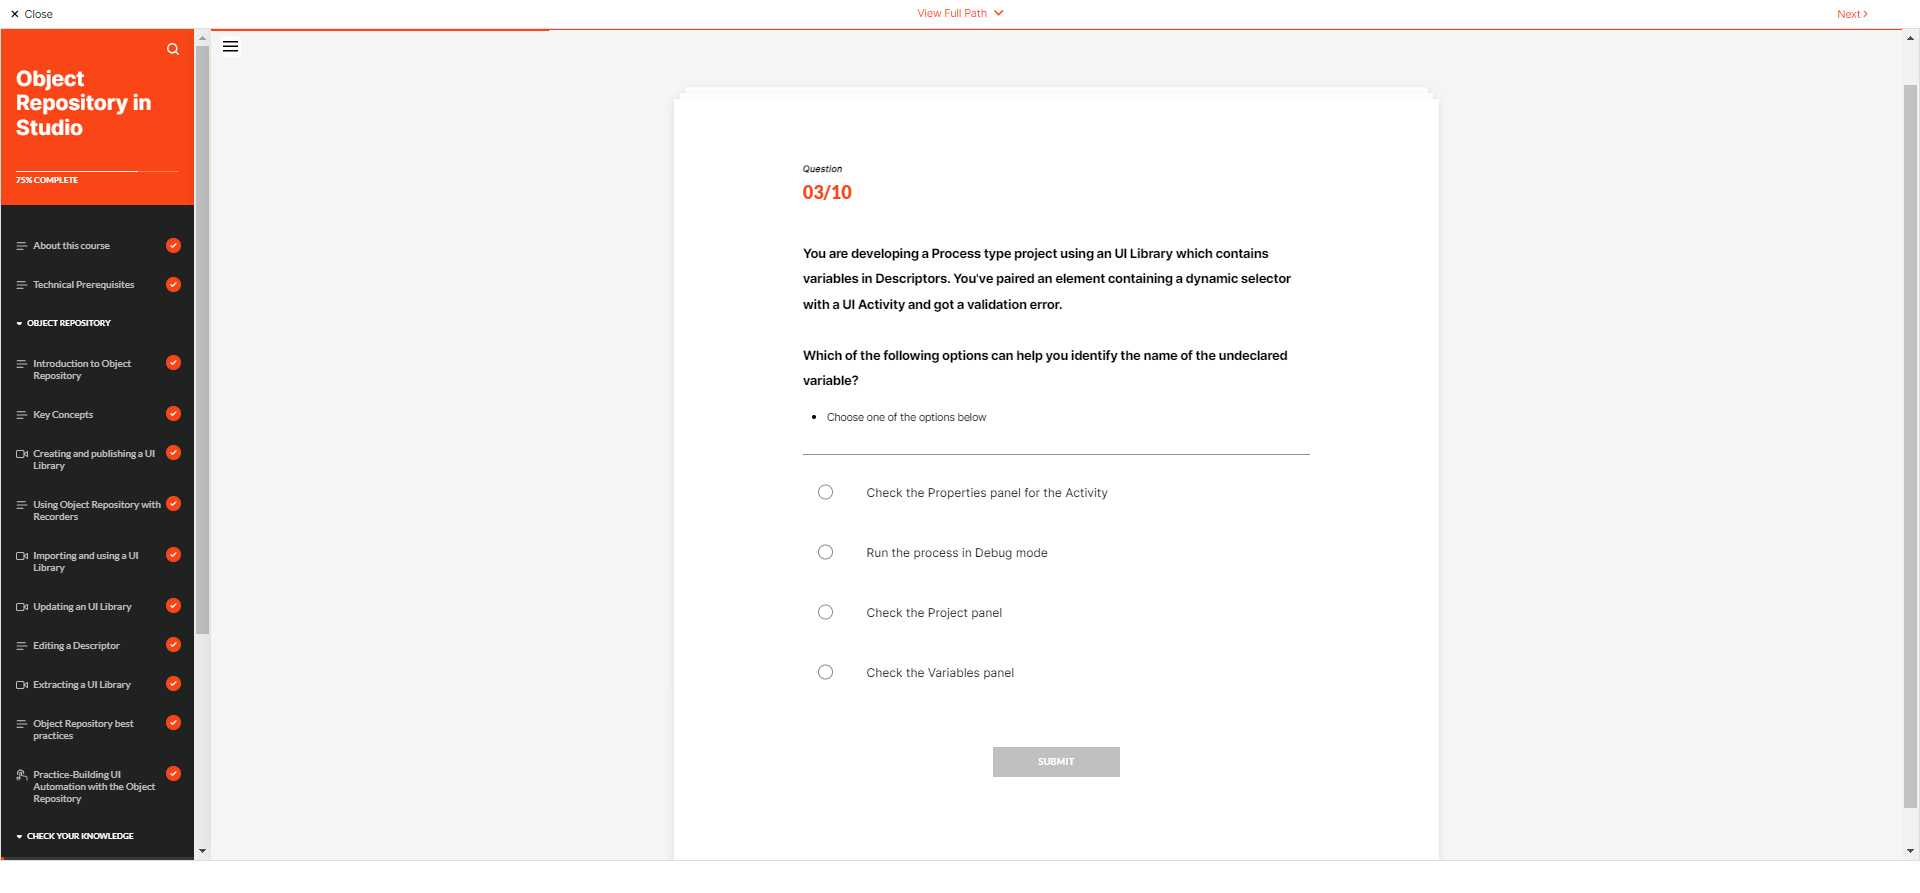 × Close
View Full Path
Next
Object
Repository in
Studio
75% COMPLETE
About this course
Technical Prerequisites
OBJECT REPOSITORY
Introduction to Object
Repository
Key Concepts
Creating and publishing a UI
Library
Using Object Repository with
Recorders
Importing and using a UI
Library
Updating an UI Library
Editing a Descriptor
Extracting a UI Library
Object Repository best
practices
Practice-Building UI
Automation with the Object
Repository
CHECK YOUR KNOWLEDGE
Question
03/10
You are developing a Process type project using an UI Library which contains
variables in Descriptors. You've paired an element containing a dynamic selector
with a UI Activity and got a validation error.
Which of the following options can help you identify the name of the undeclared
variable?
• Choose one of the options below
Check the Properties panel for the Activity
Run the process in Debug mode
Check the Project panel
Check the Variables panel
SUBMIT